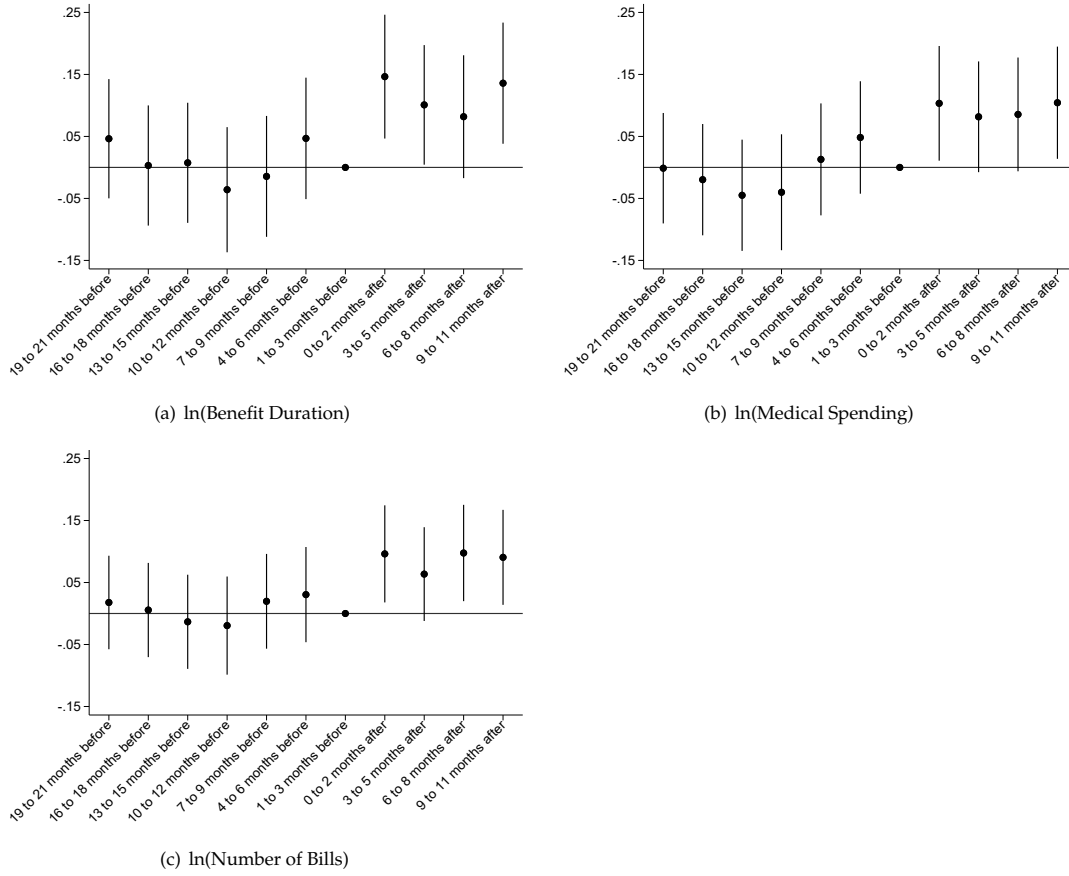 .25
.15
.05
-.05
-.15
19 to 21 months before
16 to 18 months before
13 to 15 months before
10 to 12 months before
7 to 9 months before
4 to 6 months before
1 to 3 months before
0 to 2 months after
3 to 5 months after
6 to 8 months after
9 to 11 months after
(a) ln(Benefit Duration)
.25
.15
.05
-.05
-.15
19 to 21 months before
16 to 18 months before
13 to 15 months before
10 to 12 months before
7 to 9 months before
4 to 6 months before
1 to 3 months before
0 to 2 months after
3 to 5 months after
6 to 8 months after
9 to 11 months after
(b) ln(Medical Spending)
.25
.15
.05
-.05
-.15
19 to 21 months before
16 to 18 months before
13 to 15 months before
10 to 12 months before
7 to 9 months before
4 to 6 months before
1 to 3 months before
0 to 2 months after
3 to 5 months after
6 to 8 months after
9 to 11 months after
(c) ln(Number of Bills)